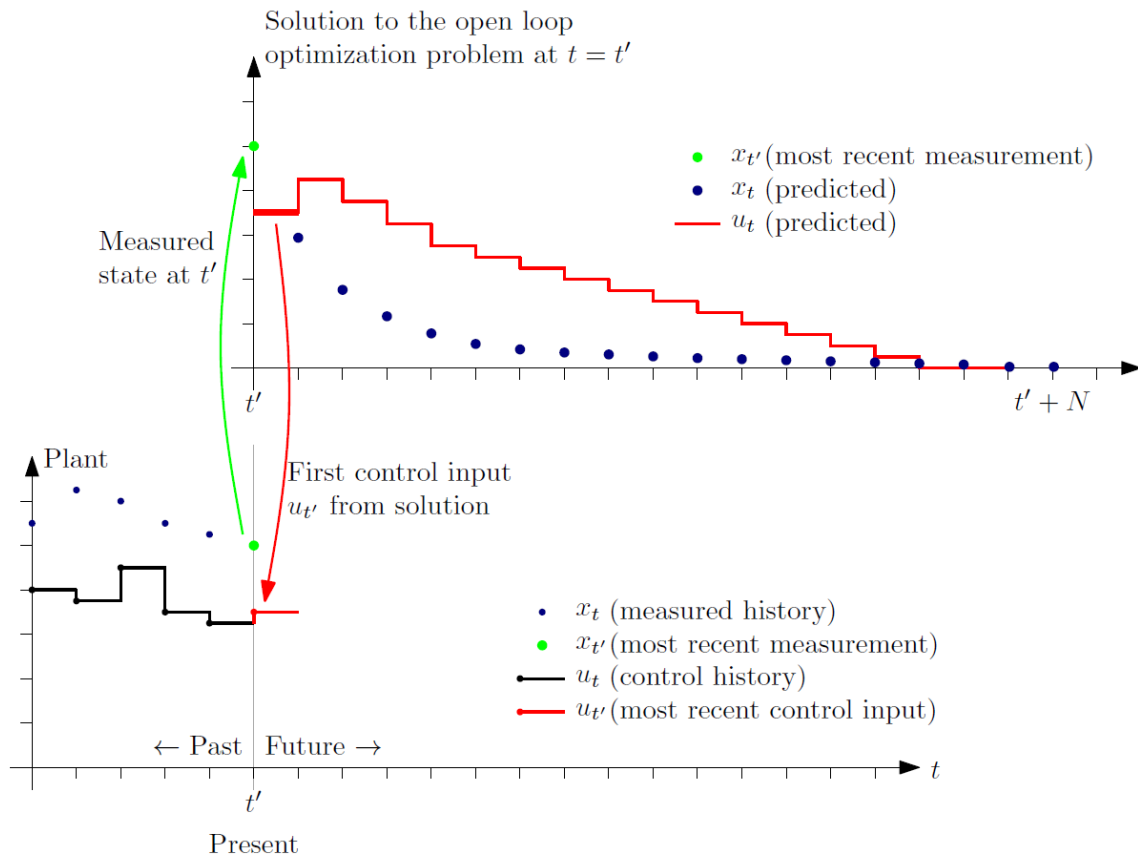 Solution to the open loop
optimization problem at t = t′
x_{t′}(most recent measurement)
x_t (predicted)
u_t (predicted)
Measured
state at t′
t′
t′ + N
Plant
First control input
u_{t′} from solution
x_t (measured history)
x_{t′}(most recent measurement)
u_t (control history)
u_{t′}(most recent control input)
← Past Future →
t
t′
Present